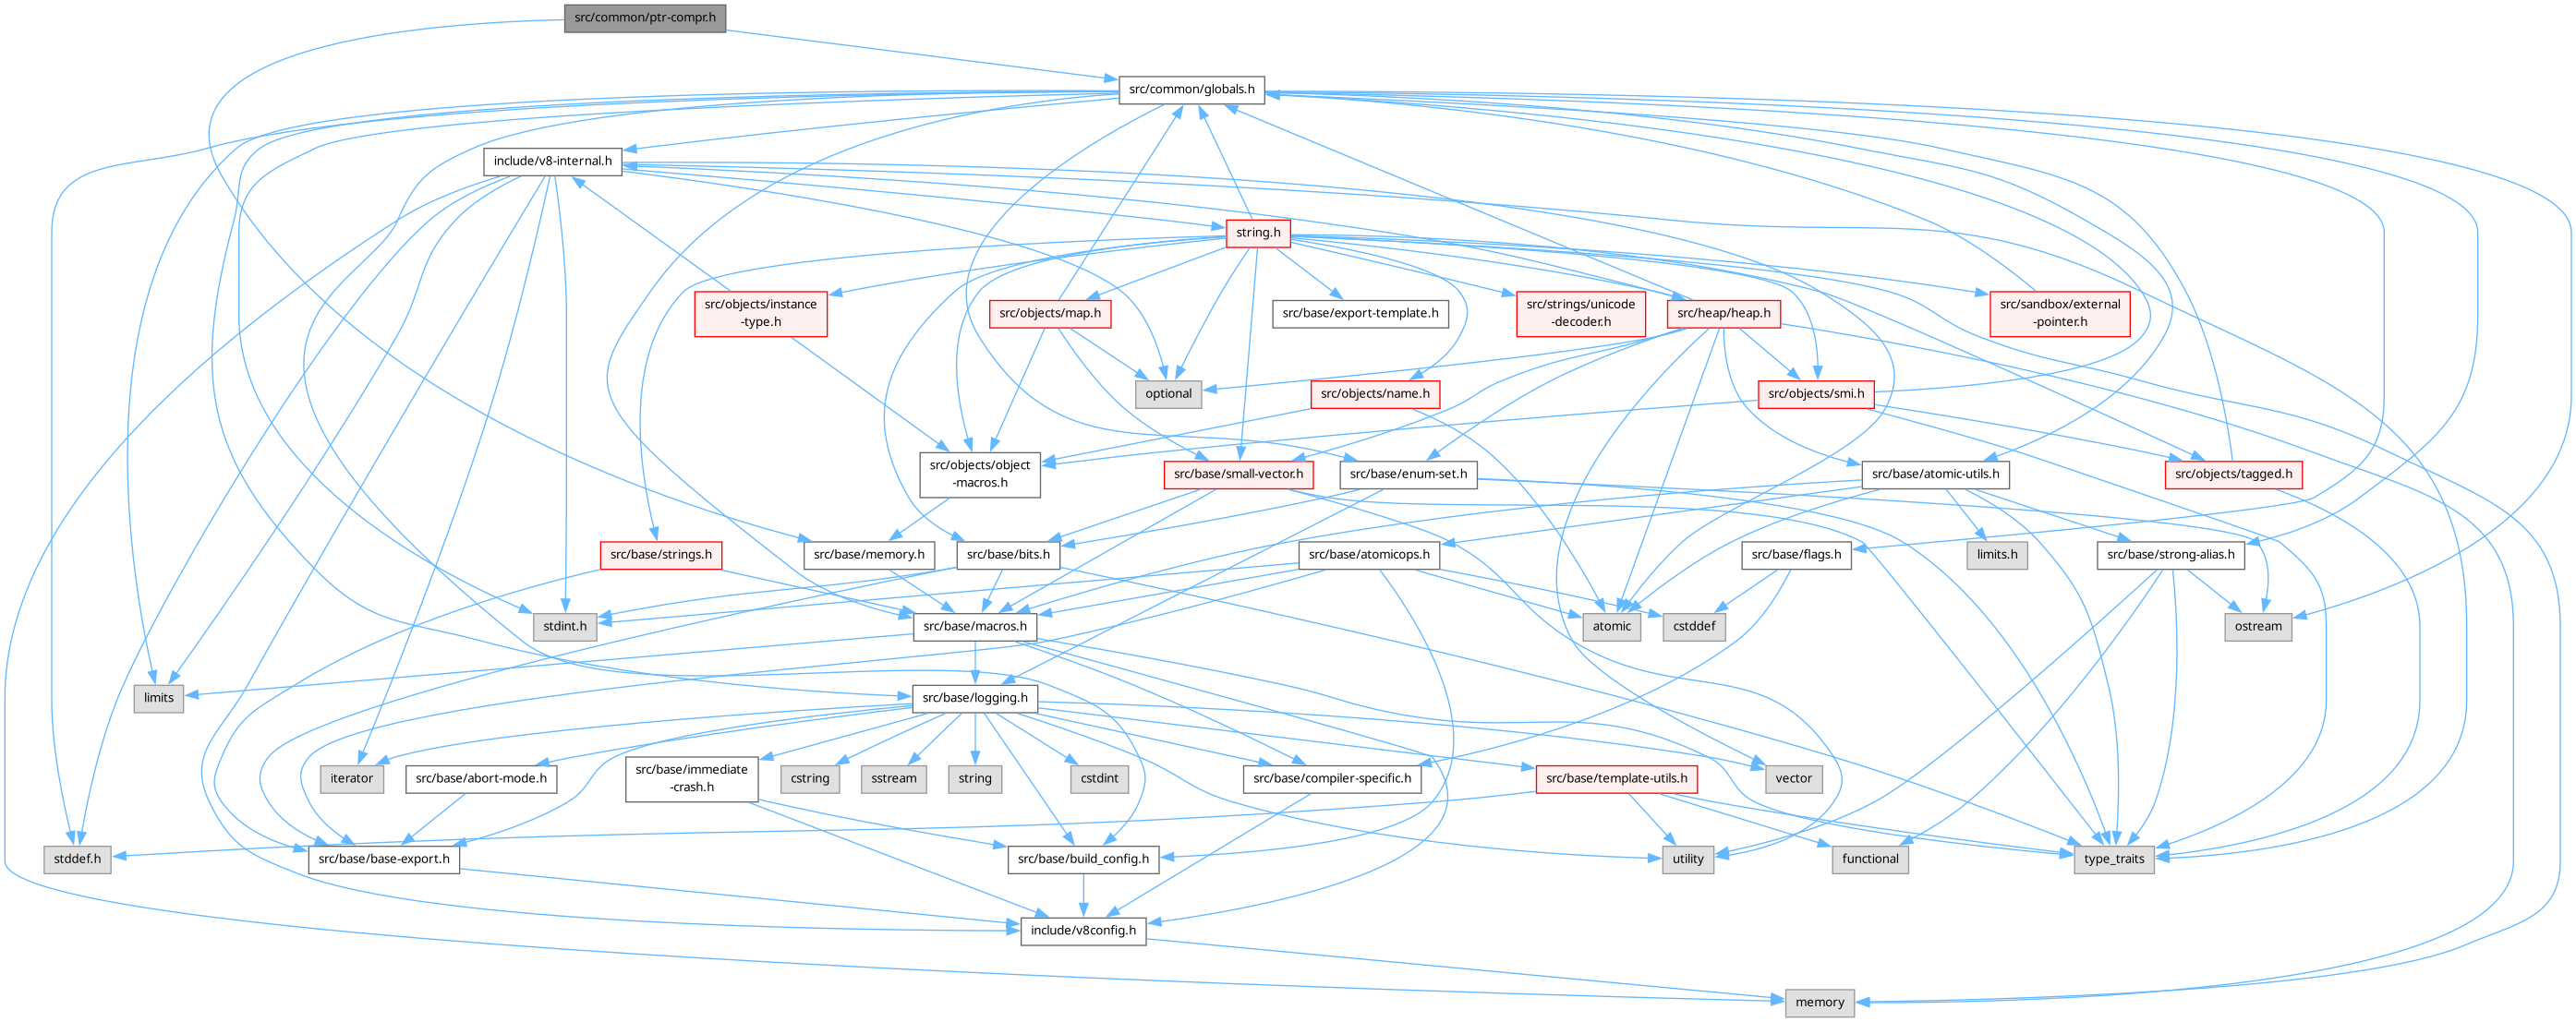 src/common/ptr-compr.h
src/common/globals.h
include/v8-internal.h
string.h
src/objects/instance
-type.h
src/objects/map.h
src/base/export-template.h
src/strings/unicode
-decoder.h
src/heap/heap.h
src/sandbox/external
-pointer.h
optional
src/objects/name.h
src/objects/smi.h
src/objects/object
-macros.h
src/base/small-vector.h
src/base/enum-set.h
src/base/atomic-utils.h
src/objects/tagged.h
src/base/strings.h
src/base/memory.h
src/base/bits.h
src/base/atomicops.h
src/base/flags.h
limits.h
src/base/strong-alias.h
stdint.h
src/base/macros.h
atomic
cstddef
ostream
limits
src/base/logging.h
iterator
src/base/abort-mode.h
src/base/immediate
-crash.h
cstring
sstream
string
cstdint
src/base/compiler-specific.h
src/base/template-utils.h
vector
stddef.h
src/base/base-export.h
src/base/build_config.h
utility
functional
type_traits
include/v8config.h
memory